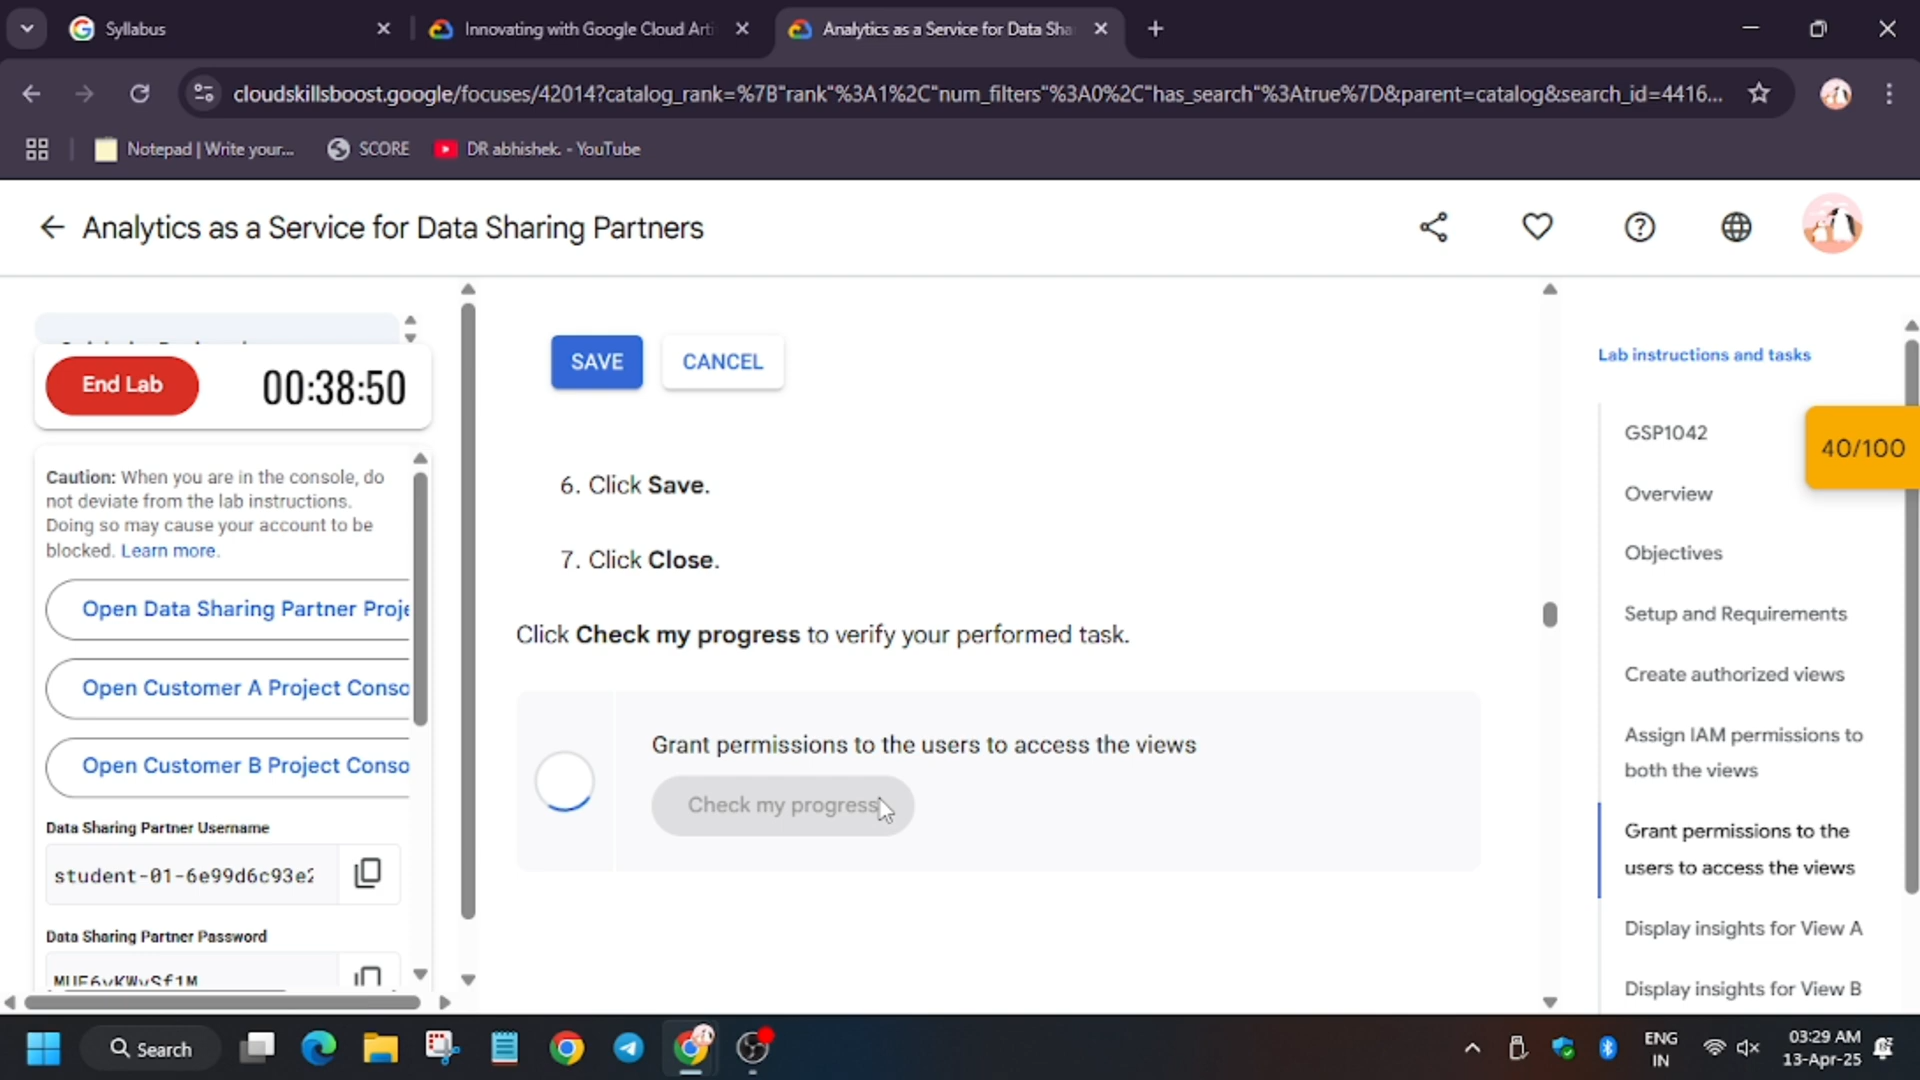 Syllabus
Innovating with Google Cloud Arti
Analytics as a Service for Data Sha
cloudskillsboost.google/focuses/42014?catalog_rank=%7B"rank"%3A1%2C"num_filters"%3A0%2C"has_search"%3Atrue%7D&parent=catalog&search_id=4416...
Notepad | Write your...
SCORE
DR abhishek. - YouTube
Analytics as a Service for Data Sharing Partners
End Lab
00:38:50
Caution: When you are in the console, do
not deviate from the lab instructions.
Doing so may cause your account to be
blocked. Learn more.
Open Data Sharing Partner Proje
Open Customer A Project Conso
Open Customer B Project Conso
Data Sharing Partner Username
student-01-6e99d6c93e2
Data Sharing Partner Password
MUE6yKWvSf1M
SAVE
CANCEL
6. Click Save.
7. Click Close.
Click Check my progress to verify your performed task.
Grant permissions to the users to access the views
Check my progress
Lab instructions and tasks
GSP1042
40/100
Overview
Objectives
Setup and Requirements
Create authorized views
Assign IAM permissions to
both the views
Grant permissions to the
users to access the views
Display insights for View A
Display insights for View B
Search
ENG
IN
03:29 AM
13-Apr-25